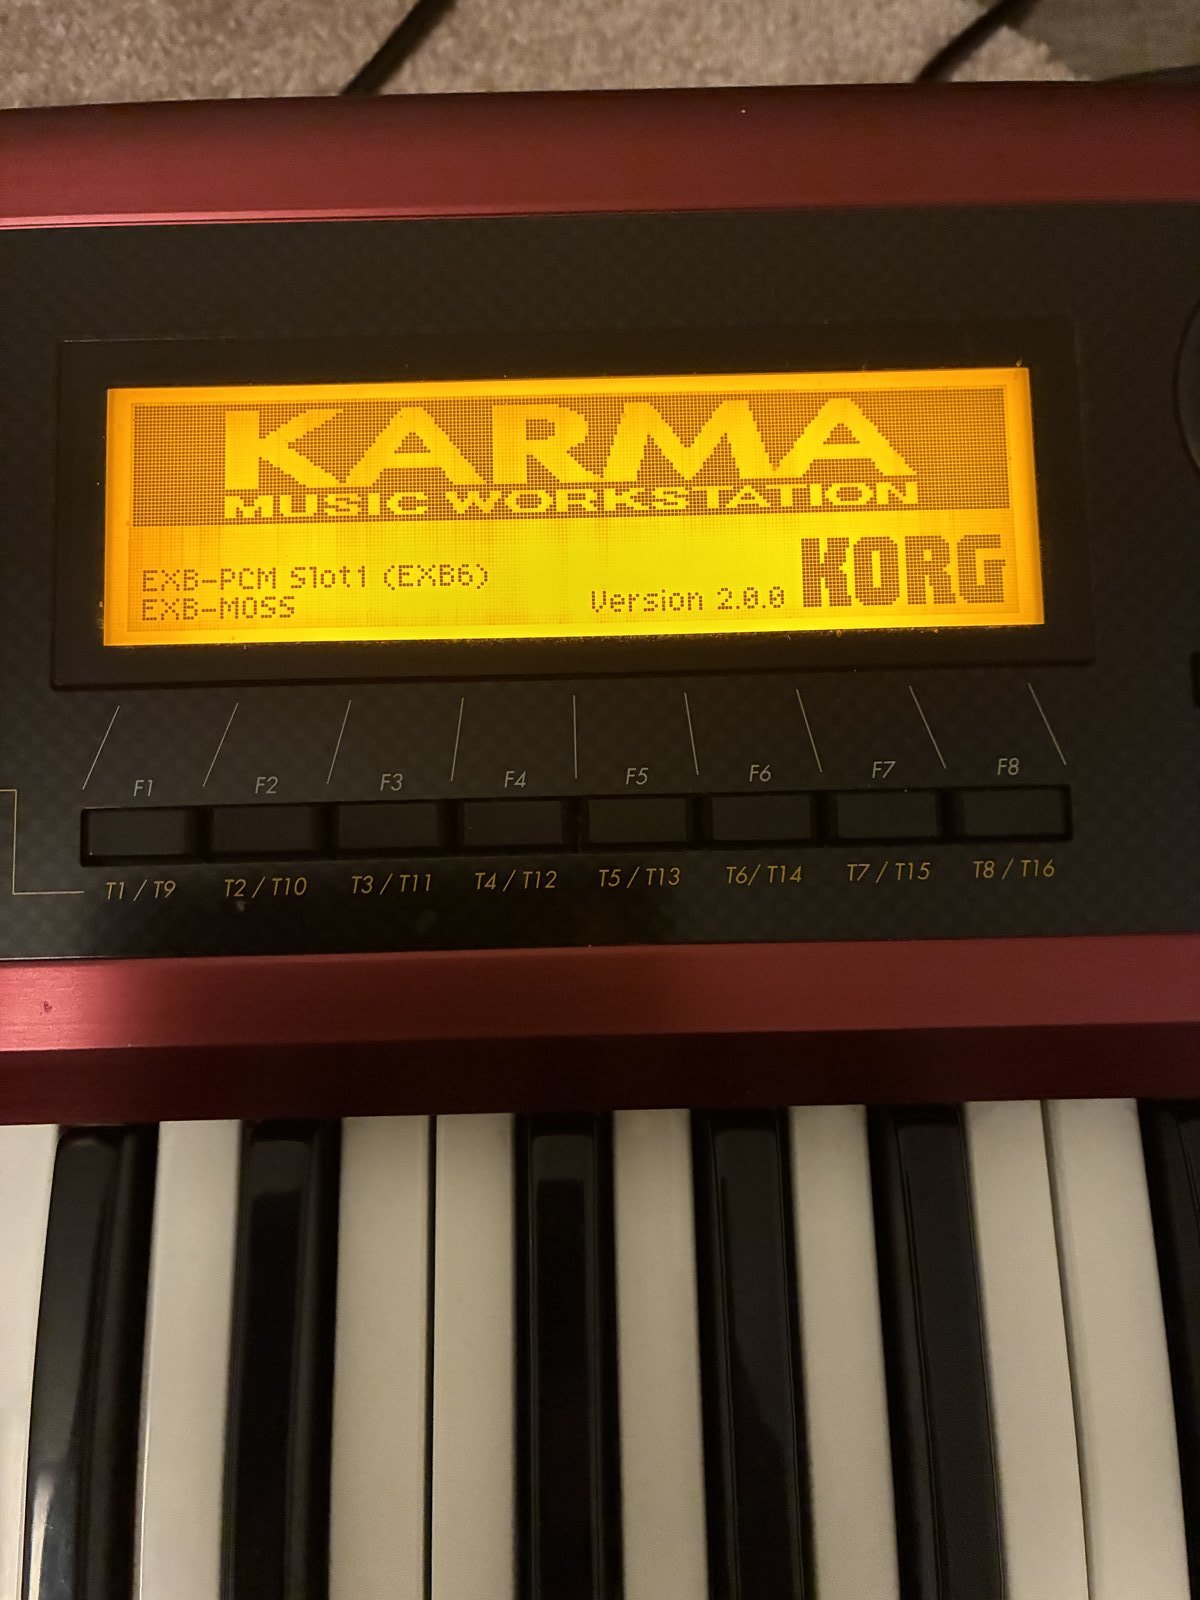 KARMA
MUSIC WORKSTATION
EXB-PCM Slot1 (EXB6)
EXB-MOSS
Version 2.0.0
KORG
F1 F2 F3 F4 F5 F6 F7 F8
T1 / T9 T2 / T10 T3 / T11 T4 / T12 T5 / T13 T6/ T14 T7 / T15 T8 / T16